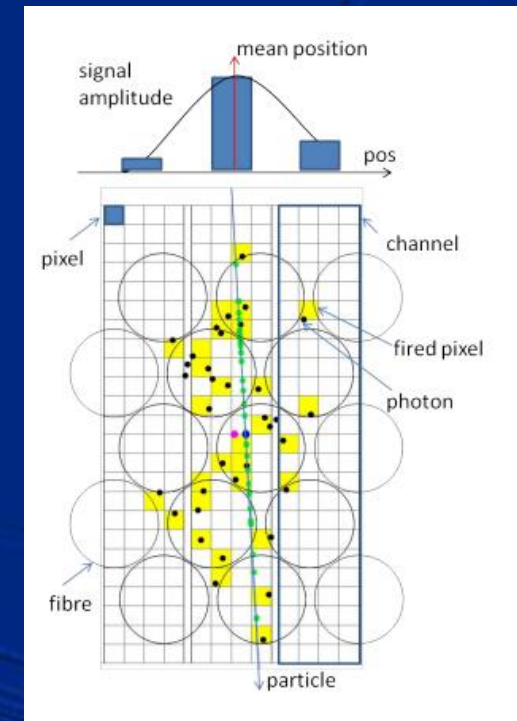 mean position
signal
amplitude
pos
pixel
channel
fired pixel
photon
fibre
particle